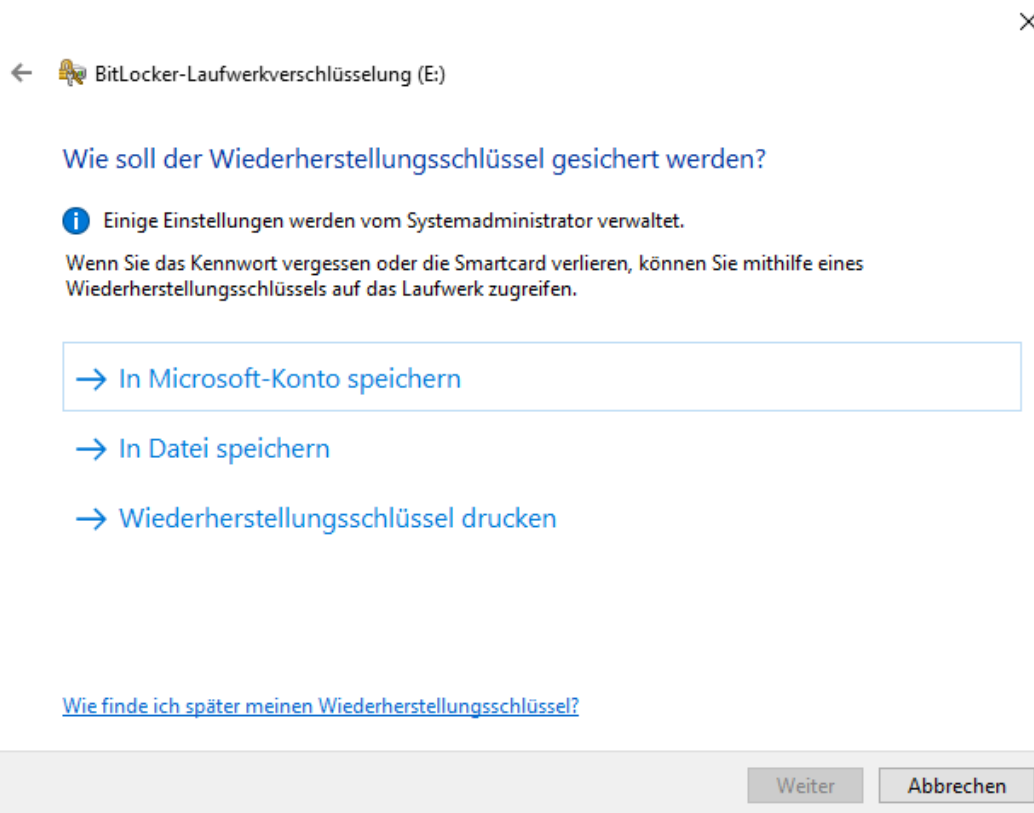 BitLocker-Laufwerkverschlüsselung (E:)
Wie soll der Wiederherstellungsschlüssel gesichert werden?
Einige Einstellungen werden vom Systemadministrator verwaltet.
Wenn Sie das Kennwort vergessen oder die Smartcard verlieren, können Sie mithilfe eines
Wiederherstellungsschlüssels auf das Laufwerk zugreifen.
In Microsoft-Konto speichern
In Datei speichern
Wiederherstellungsschlüssel drucken
Wie finde ich später meinen Wiederherstellungsschlüssel?
Weiter
Abbrechen